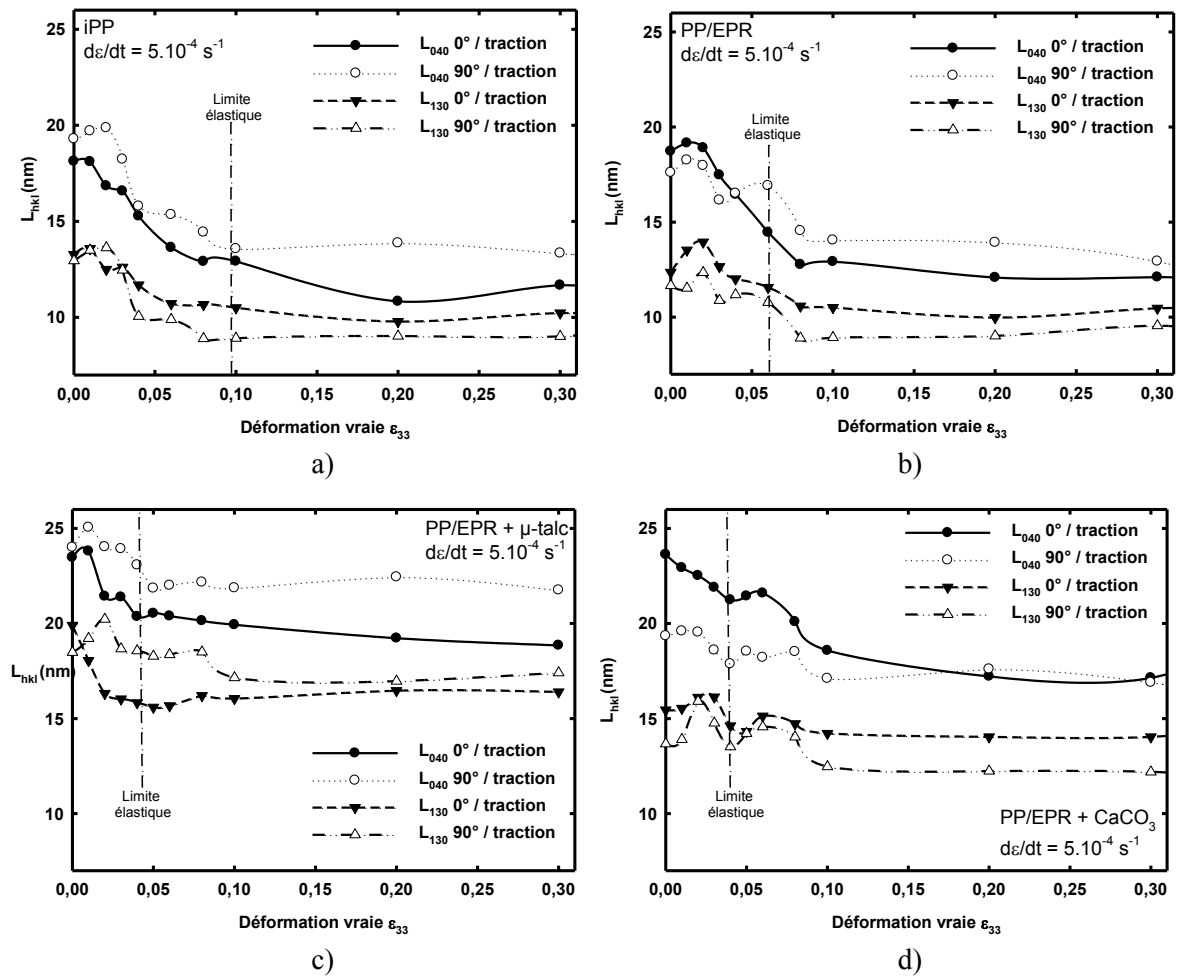 25
20
15
10
L_hkl (nm)
iPP
dε/dt = 5.10⁻⁴ s⁻¹
L₀₄₀ 0° / traction
L₀₄₀ 90° / traction
L₁₃₀ 0° / traction
L₁₃₀ 90° / traction
Limite
élastique
0,00 0,05 0,10 0,15 0,20 0,25 0,30
Déformation vraie ε₃₃
a)
25
20
15
10
L_hkl (nm)
PP/EPR
dε/dt = 5.10⁻⁴ s⁻¹
L₀₄₀ 0° / traction
L₀₄₀ 90° / traction
L₁₃₀ 0° / traction
L₁₃₀ 90° / traction
Limite
élastique
0,00 0,05 0,10 0,15 0,20 0,25 0,30
Déformation vraie ε₃₃
b)
25
20
15
10
L_hkl (nm)
PP/EPR + µ-talc
dε/dt = 5.10⁻⁴ s⁻¹
L₀₄₀ 0° / traction
L₀₄₀ 90° / traction
L₁₃₀ 0° / traction
L₁₃₀ 90° / traction
Limite
élastique
0,00 0,05 0,10 0,15 0,20 0,25 0,30
Déformation vraie ε₃₃
c)
25
20
15
10
L_hkl (nm)
L₀₄₀ 0° / traction
L₀₄₀ 90° / traction
L₁₃₀ 0° / traction
L₁₃₀ 90° / traction
Limite
élastique
PP/EPR + CaCO₃
dε/dt = 5.10⁻⁴ s⁻¹
0,00 0,05 0,10 0,15 0,20 0,25 0,30
Déformation vraie ε₃₃
d)